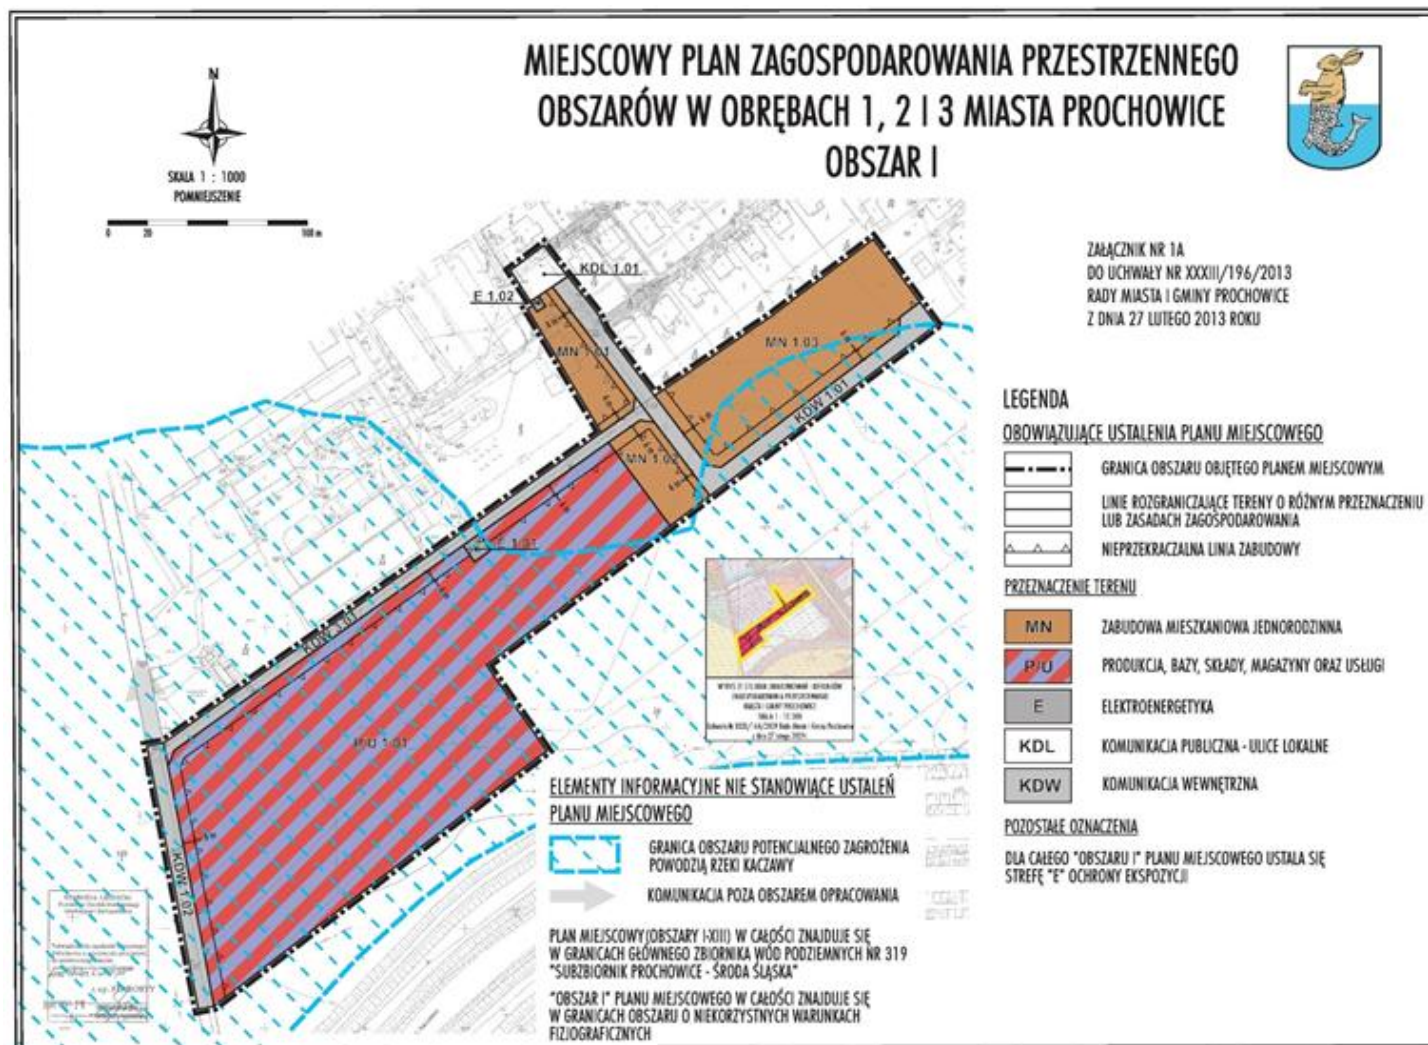 MIEJSCOWY PLAN ZAGOSPODAROWANIA PRZESTRZENNEGO
OBSZARÓW W OBRĘBACH 1, 2 I 3 MIASTA PROCHOWICE
OBSZAR I
N
SKALA 1 : 1000
POMNIEJSZENIE
0 20 100 m
ZAŁĄCZNIK NR 1A
DO UCHWAŁY NR XXXIII/196/2013
RADY MIASTA I GMINY PROCHOWICE
Z DNIA 27 LUTEGO 2013 ROKU
KDL 1.01
E 1.02
MN 1.01
MN 1.03
KDW 1.01
MN 1.02
E 1.01
KDW 3.01
P/U 1.01
KDW 1.02
LEGENDA
OBOWIĄZUJĄCE USTALENIA PLANU MIEJSCOWEGO
GRANICA OBSZARU OBJĘTEGO PLANEM MIEJSCOWYM
LINIE ROZGRANICZAJĄCE TERENY O RÓŻNYM PRZEZNACZENIU
LUB ZASADACH ZAGOSPODAROWANIA
NIEPRZEKRACZALNA LINIA ZABUDOWY
PRZEZNACZENIE TERENU
MN ZABUDOWA MIESZKANIOWA JEDNORODZINNA
P/U PRODUKCJA, BAZY, SKŁADY, MAGAZYNY ORAZ USŁUGI
E ELEKTROENERGETYKA
KDL KOMUNIKACJA PUBLICZNA - ULICE LOKALNE
KDW KOMUNIKACJA WEWNĘTRZNA
POZOSTAŁE OZNACZENIA
DLA CAŁEGO "OBSZARU I" PLANU MIEJSCOWEGO USTALA SIĘ
STREFĘ "E" OCHRONY EKSPOZYCJI
ELEMENTY INFORMACYJNE NIE STANOWIĄCE USTALEŃ
PLANU MIEJSCOWEGO
GRANICA OBSZARU POTENCJALNEGO ZAGROŻENIA
POWODZIĄ RZEKI KACZAWY
KOMUNIKACJA POZA OBSZAREM OPRACOWANIA
PLAN MIEJSCOWY(OBSZARY I-XIII) W CAŁOŚCI ZNAJDUJE SIĘ
W GRANICACH GŁÓWNEGO ZBIORNIKA WÓD PODZIEMNYCH NR 319
"SUBZBIORNIK PROCHOWICE - ŚRODA ŚLĄSKA"
"OBSZAR I" PLANU MIEJSCOWEGO W CAŁOŚCI ZNAJDUJE SIĘ
W GRANICACH OBSZARU O NIEKORZYSTNYCH WARUNKACH
FIZJOGRAFICZNYCH